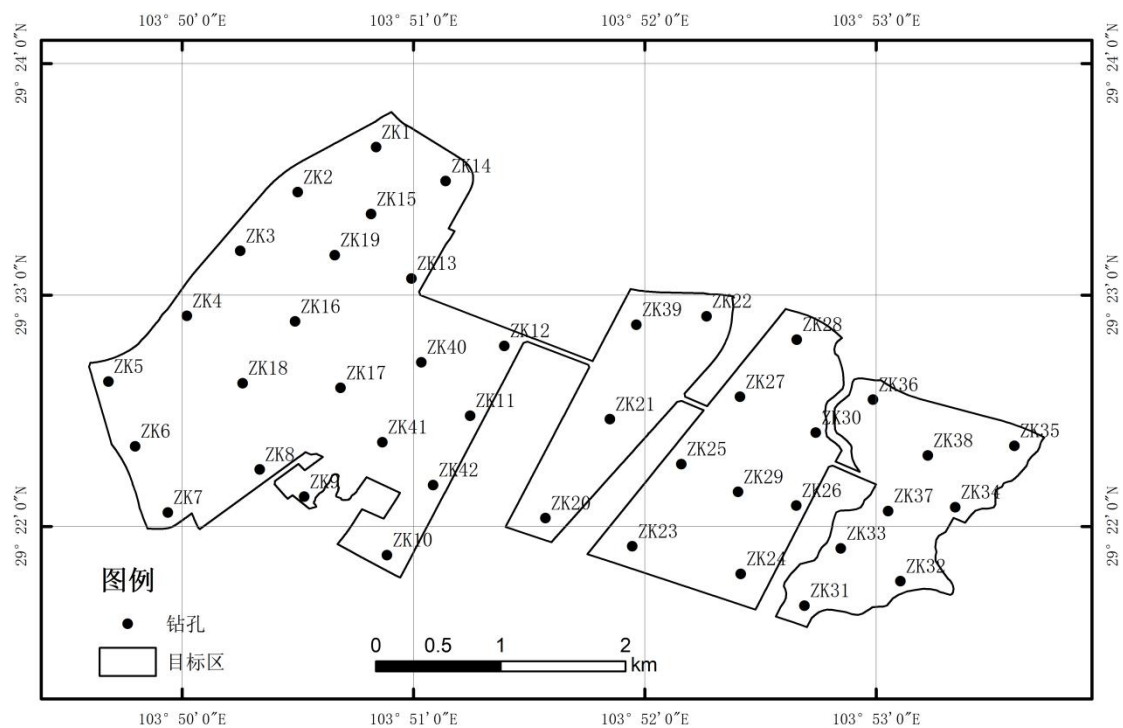 103° 50′0″E 103° 51′0″E 103° 52′0″E 103° 53′0″E
29° 24′0″N 29° 24′0″N
ZK1
ZK14
ZK2
ZK15
ZK3
ZK19
ZK13
29° 23′0″N 29° 23′0″N
ZK4
ZK16
ZK39
ZK22
ZK12
ZK28
ZK40
ZK5
ZK18
ZK17
ZK27
ZK36
ZK11
ZK21
ZK30
ZK6
ZK41
ZK35
ZK8
ZK25
ZK38
ZK9
ZK42
ZK29
ZK26
ZK7
ZK20
ZK37
ZK34
29° 22′0″N 29° 22′0″N
ZK10
ZK23
ZK33
ZK24
ZK32
ZK31
图例
钻孔
目标区
0 0.5 1 2
km
103° 50′0″E 103° 51′0″E 103° 52′0″E 103° 53′0″E